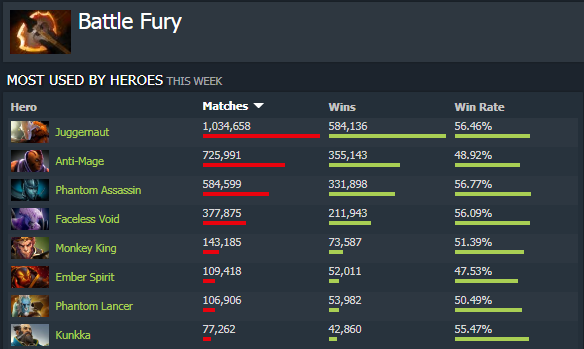 Battle Fury
MOST USED BY HEROES THIS WEEK
Hero Matches Wins Win Rate
Juggernaut 1,034,658 584,136 56.46%
Anti-Mage 725,991 355,143 48.92%
Phantom Assassin 584,599 331,898 56.77%
Faceless Void 377,875 211,943 56.09%
Monkey King 143,185 73,587 51.39%
Ember Spirit 109,418 52,011 47.53%
Phantom Lancer 106,906 53,982 50.49%
Kunkka 77,262 42,860 55.47%